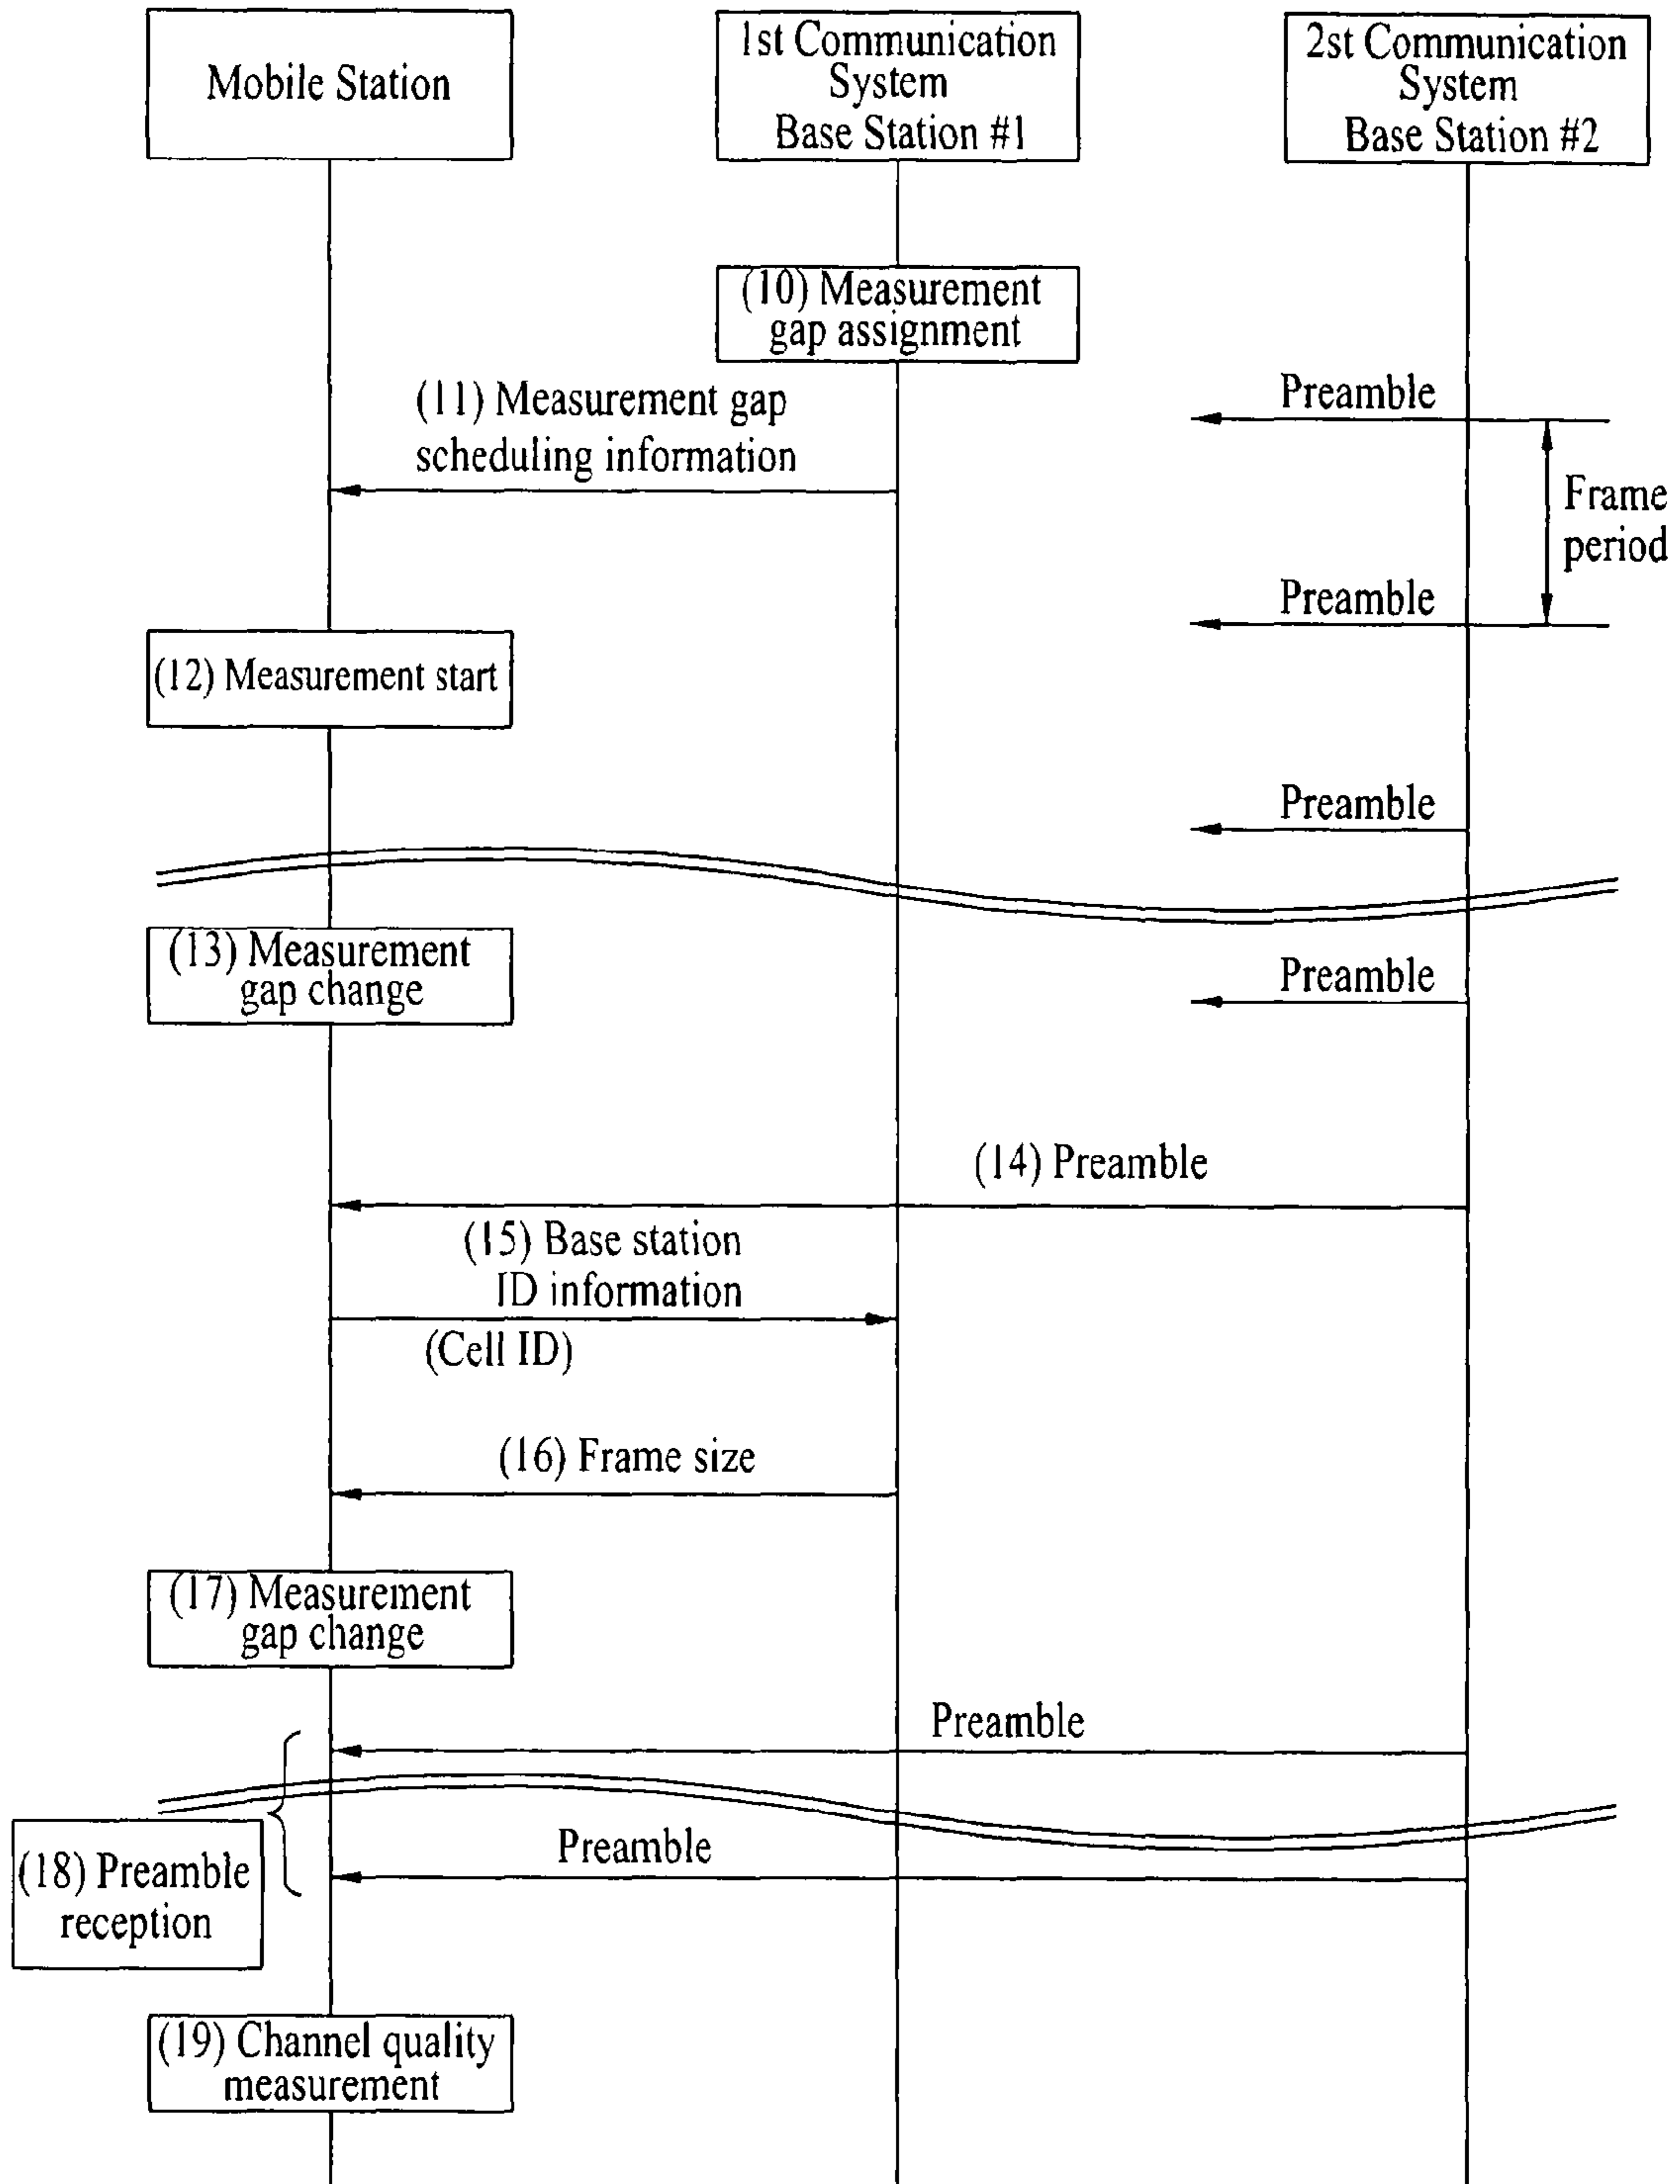 Mobile Station
1st Communication
System
Base Station #1
2st Communication
System
Base Station #2
(10) Measurement
gap assignment
(11) Measurement gap
scheduling information
Preamble
Frame
period
Preamble
(12) Measurement start
Preamble
(13) Measurement
gap change
Preamble
(14) Preamble
(15) Base station
ID information
(Cell ID)
(16) Frame size
(17) Measurement
gap change
Preamble
Preamble
(18) Preamble
reception
(19) Channel quality
measurement